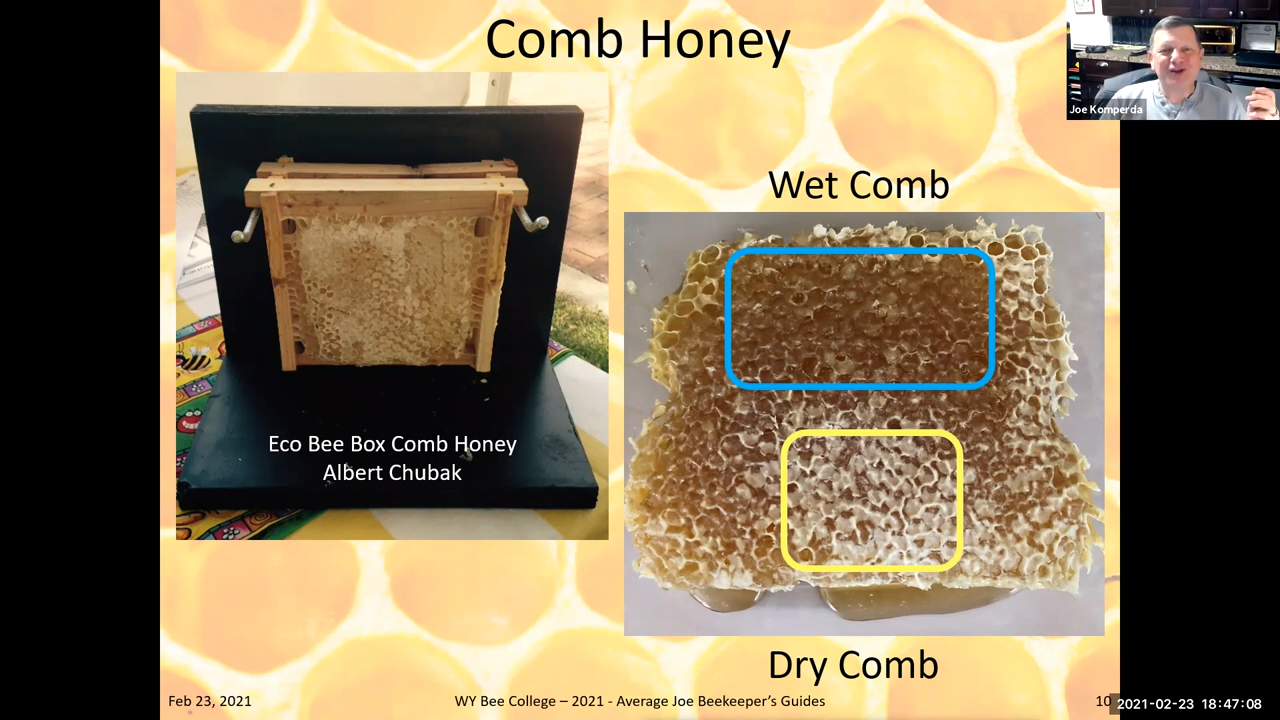 Comb Honey
Joe Komperda
Wet Comb
Eco Bee Box Comb Honey
Albert Chubak
Dry Comb
Feb 23, 2021
WY Bee College – 2021 - Average Joe Beekeeper’s Guides
10
2021-02-23 18:47:08